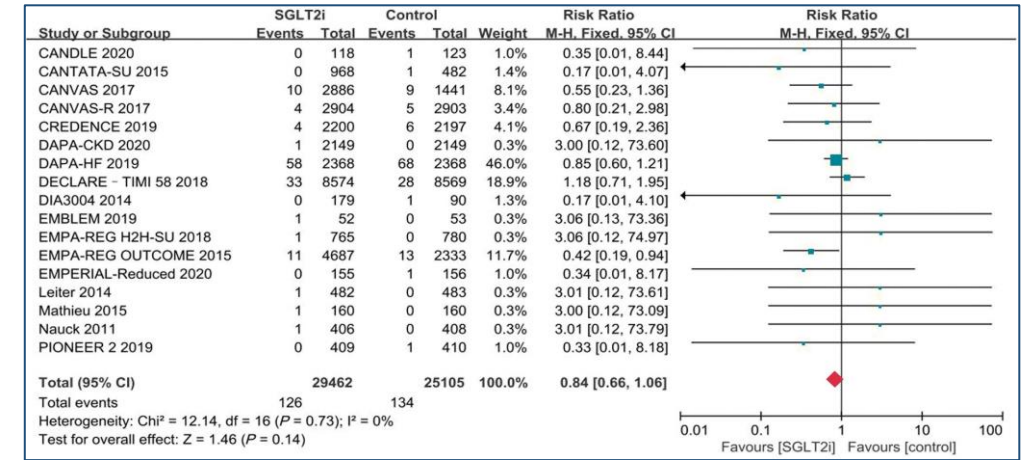 SGLT2i Control Risk Ratio Risk Ratio
Study or Subgroup Events Total Events Total Weight M-H, Fixed, 95% CI M-H, Fixed, 95% CI
CANDLE 2020 0 118 1 123 1.0% 0.35 [0.01, 8.44]
CANTATA-SU 2015 0 968 1 482 1.4% 0.17 [0.01, 4.07]
CANVAS 2017 10 2886 9 1441 8.1% 0.55 [0.23, 1.36]
CANVAS-R 2017 4 2904 5 2903 3.4% 0.80 [0.21, 2.98]
CREDENCE 2019 4 2200 6 2197 4.1% 0.67 [0.19, 2.36]
DAPA-CKD 2020 1 2149 0 2149 0.3% 3.00 [0.12, 73.60]
DAPA-HF 2019 58 2368 68 2368 46.0% 0.85 [0.60, 1.21]
DECLARE - TIMI 58 2018 33 8574 28 8569 18.9% 1.18 [0.71, 1.95]
DIA3004 2014 0 179 1 90 1.3% 0.17 [0.01, 4.10]
EMBLEM 2019 1 52 0 53 0.3% 3.06 [0.13, 73.36]
EMPA-REG H2H-SU 2018 1 765 0 780 0.3% 3.06 [0.12, 74.97]
EMPA-REG OUTCOME 2015 11 4687 13 2333 11.7% 0.42 [0.19, 0.94]
EMPERIAL-Reduced 2020 0 155 1 156 1.0% 0.34 [0.01, 8.17]
Leiter 2014 1 482 0 483 0.3% 3.01 [0.12, 73.61]
Mathieu 2015 1 160 0 160 0.3% 3.00 [0.12, 73.09]
Nauck 2011 1 406 0 408 0.3% 3.01 [0.12, 73.79]
PIONEER 2 2019 0 409 1 410 1.0% 0.33 [0.01, 8.18]
Total (95% CI) 29462 25105 100.0% 0.84 [0.66, 1.06]
Total events 126 134
Heterogeneity: Chi² = 12.14, df = 16 (P = 0.73); I² = 0%
Test for overall effect: Z = 1.46 (P = 0.14)
0.01 0.1 1 10 100
Favours [SGLT2i] Favours [control]